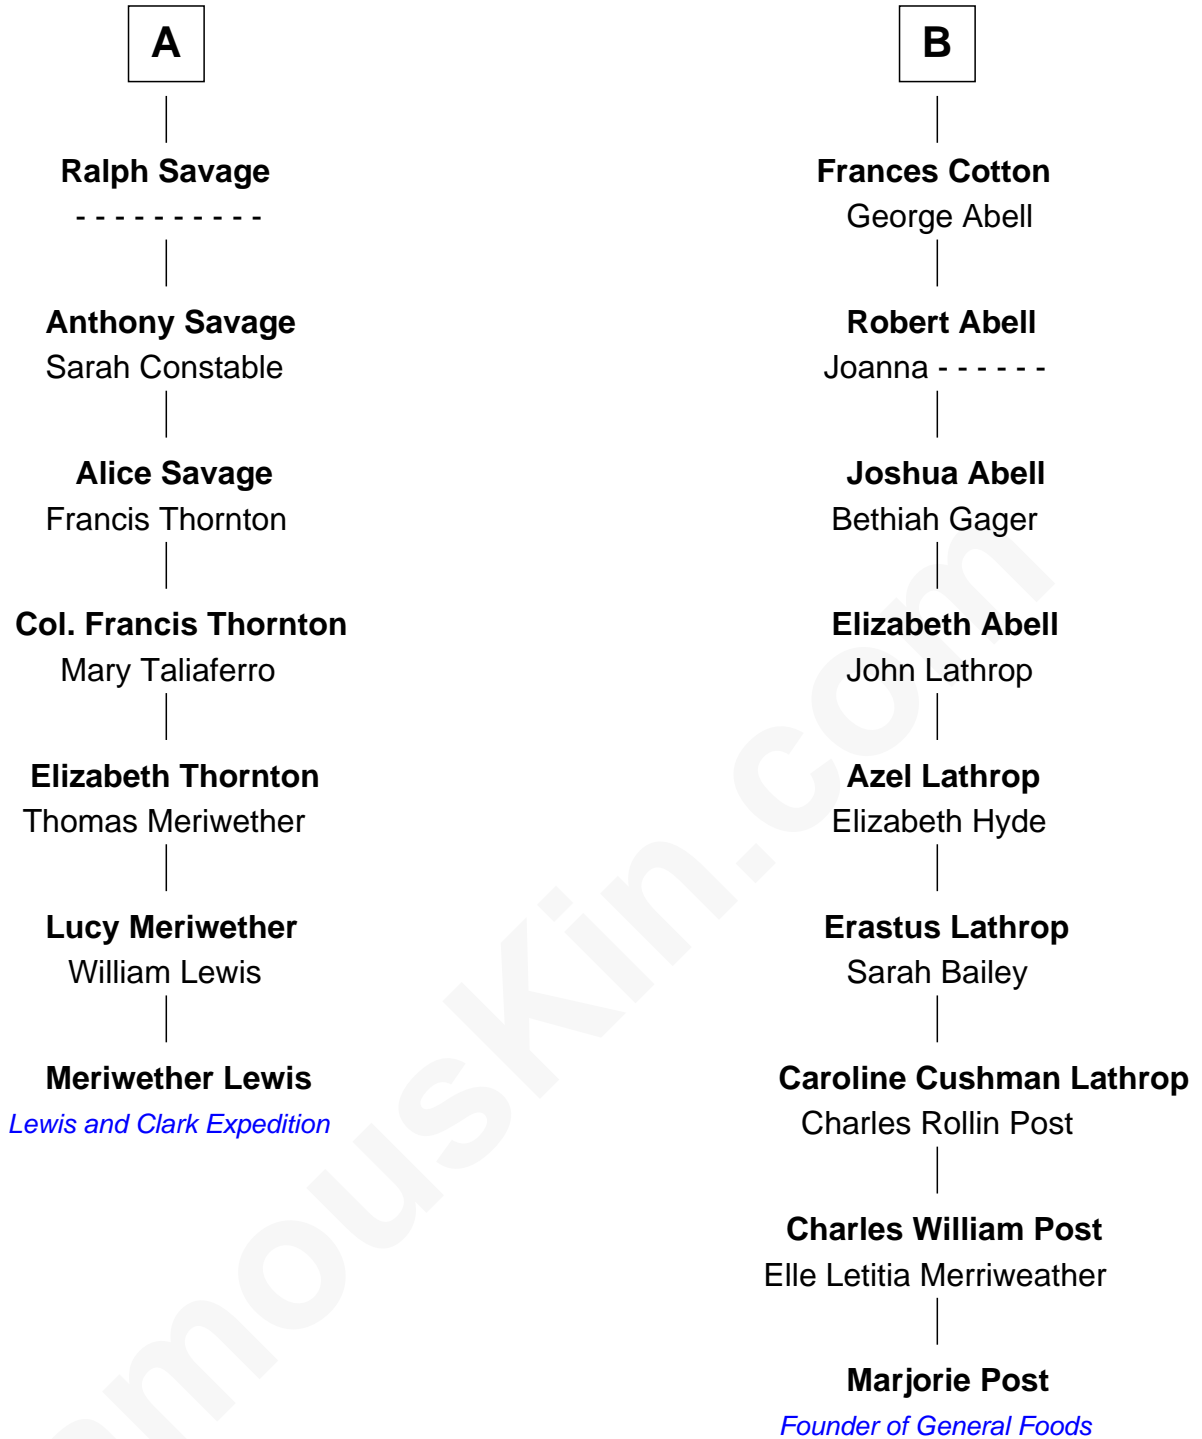 A
Ralph Savage
- - - - - - - - - -
Anthony Savage
Sarah Constable
Alice Savage
Francis Thornton
Col. Francis Thornton
Mary Taliaferro
Elizabeth Thornton
Thomas Meriwether
Lucy Meriwether
William Lewis
Meriwether Lewis
Lewis and Clark Expedition
B
Frances Cotton
George Abell
Robert Abell
Joanna - - - - - -
Joshua Abell
Bethiah Gager
Elizabeth Abell
John Lathrop
Azel Lathrop
Elizabeth Hyde
Erastus Lathrop
Sarah Bailey
Caroline Cushman Lathrop
Charles Rollin Post
Charles William Post
Elle Letitia Merriweather
Marjorie Post
Founder of General Foods
amousKin.com